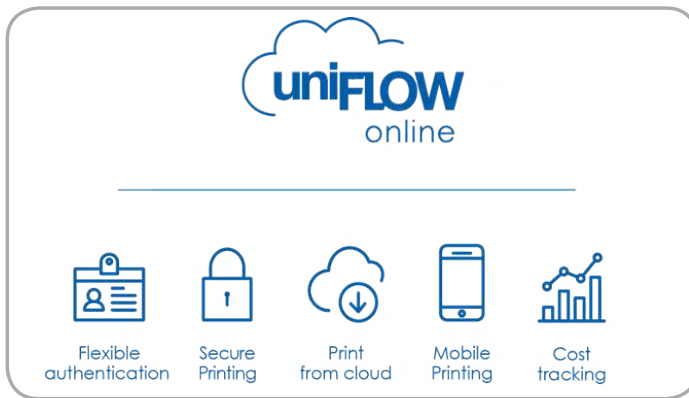 uniFLOW
online
Flexible
authentication
Secure
Printing
Print
from cloud
Mobile
Printing
Cost
tracking